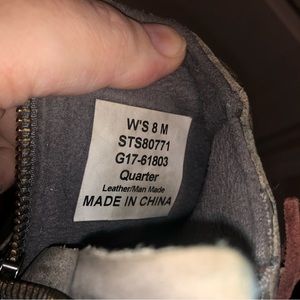 W'S 8 M
STS80771
G17-61803
Quarter
Leather/Man Made
MADE IN CHINA